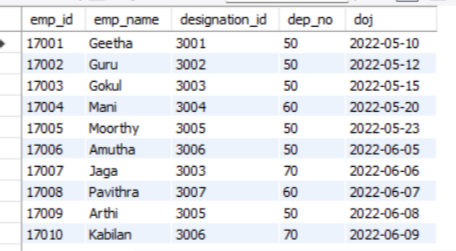 emp_id emp_name designation_id dep_no doj
17001 Geetha 3001 50 2022-05-10
17002 Guru 3002 50 2022-05-12
17003 Gokul 3003 50 2022-05-15
17004 Mani 3004 60 2022-05-20
17005 Moorthy 3005 50 2022-05-23
17006 Amutha 3006 50 2022-06-05
17007 Jaga 3003 70 2022-06-06
17008 Pavithra 3007 60 2022-06-07
17009 Arthi 3005 50 2022-06-08
17010 Kabilan 3006 70 2022-06-09